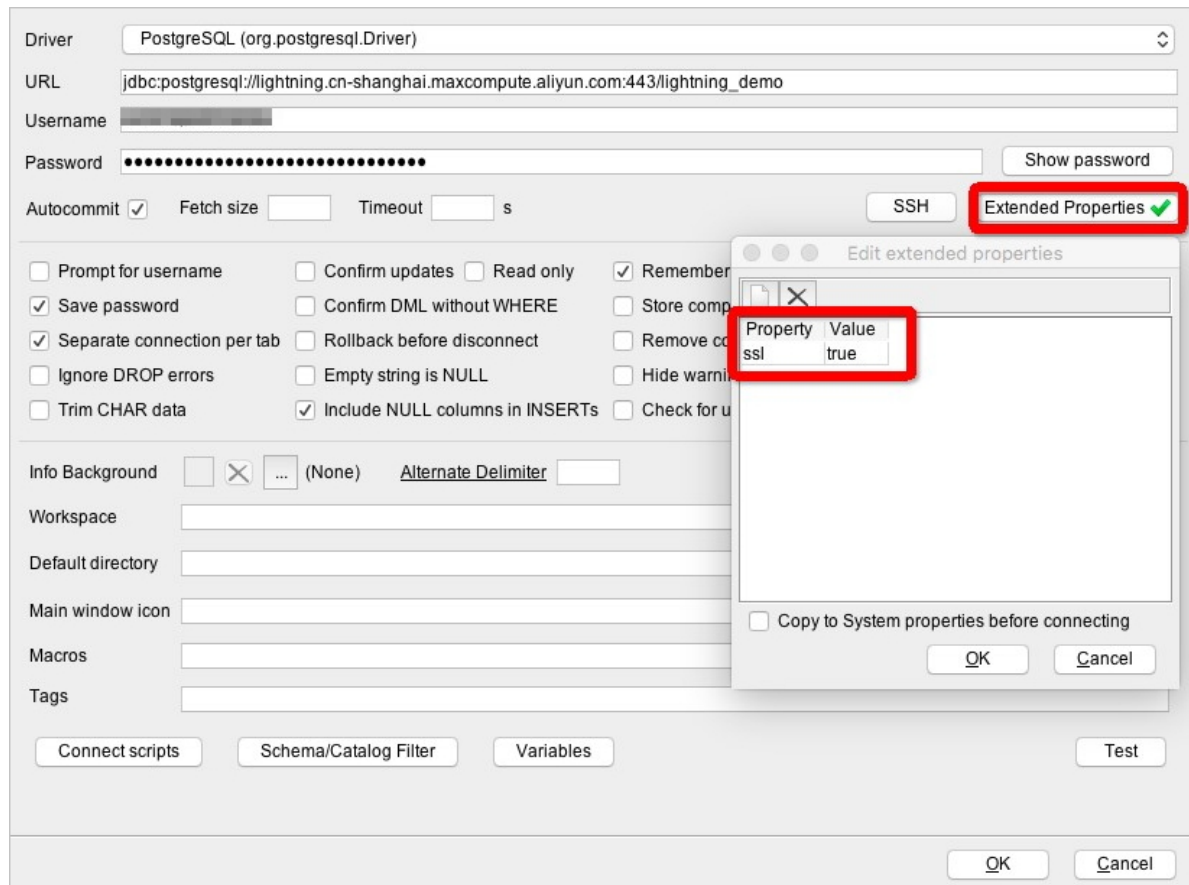 Driver PostgreSQL (org.postgresql.Driver)
URL jdbc:postgresql://lightning.cn-shanghai.maxcompute.aliyun.com:443/lightning_demo
Username
Password •••••••••••••••••••••••••••••• Show password
Autocommit Fetch size Timeout s SSH Extended Properties
Edit extended properties
Prompt for username Confirm updates Read only Remember
Save password Confirm DML without WHERE Store comp
Property Value
Separate connection per tab Rollback before disconnect Remove co
ssl true
Ignore DROP errors Empty string is NULL Hide warni
Trim CHAR data Include NULL columns in INSERTs Check for u
Info Background ... (None) Alternate Delimiter
Workspace
Default directory
Main window icon
Copy to System properties before connecting
Macros
OK Cancel
Tags
Connect scripts Schema/Catalog Filter Variables Test
OK Cancel